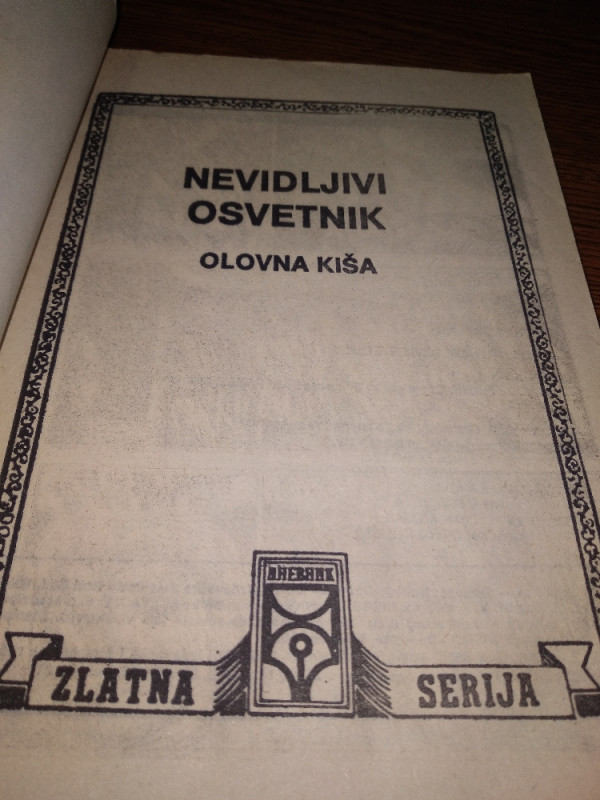 NEVIDLJIVI
OSVETNIK
OLOVNA KIŠA
ДНЕВНИК
ZLATNA SERIJA